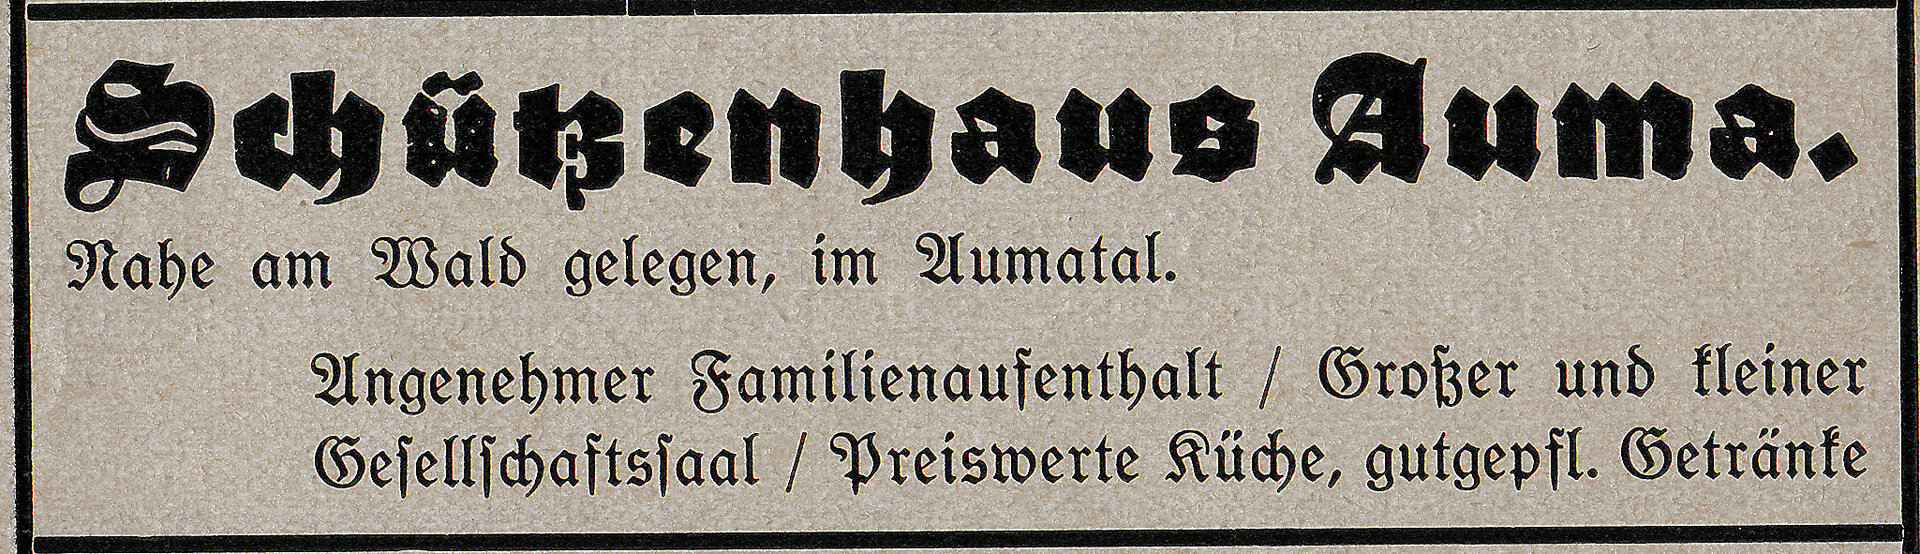 Schützenhaus Auma.
Nahe am Wald gelegen, im Aumatal.
Angenehmer Familienaufenthalt / Großer und kleiner
Gesellschaftssaal / Preiswerte Küche, gutgepfl. Getränke